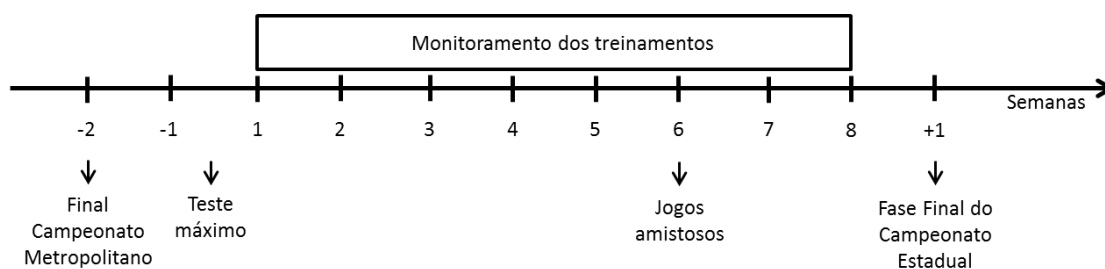 Monitoramento dos treinamentos
Semanas
-2 -1 1 2 3 4 5 6 7 8 +1
Final
Campeonato
Metropolitano
Teste
máximo
Jogos
amistosos
Fase Final do
Campeonato
Estadual